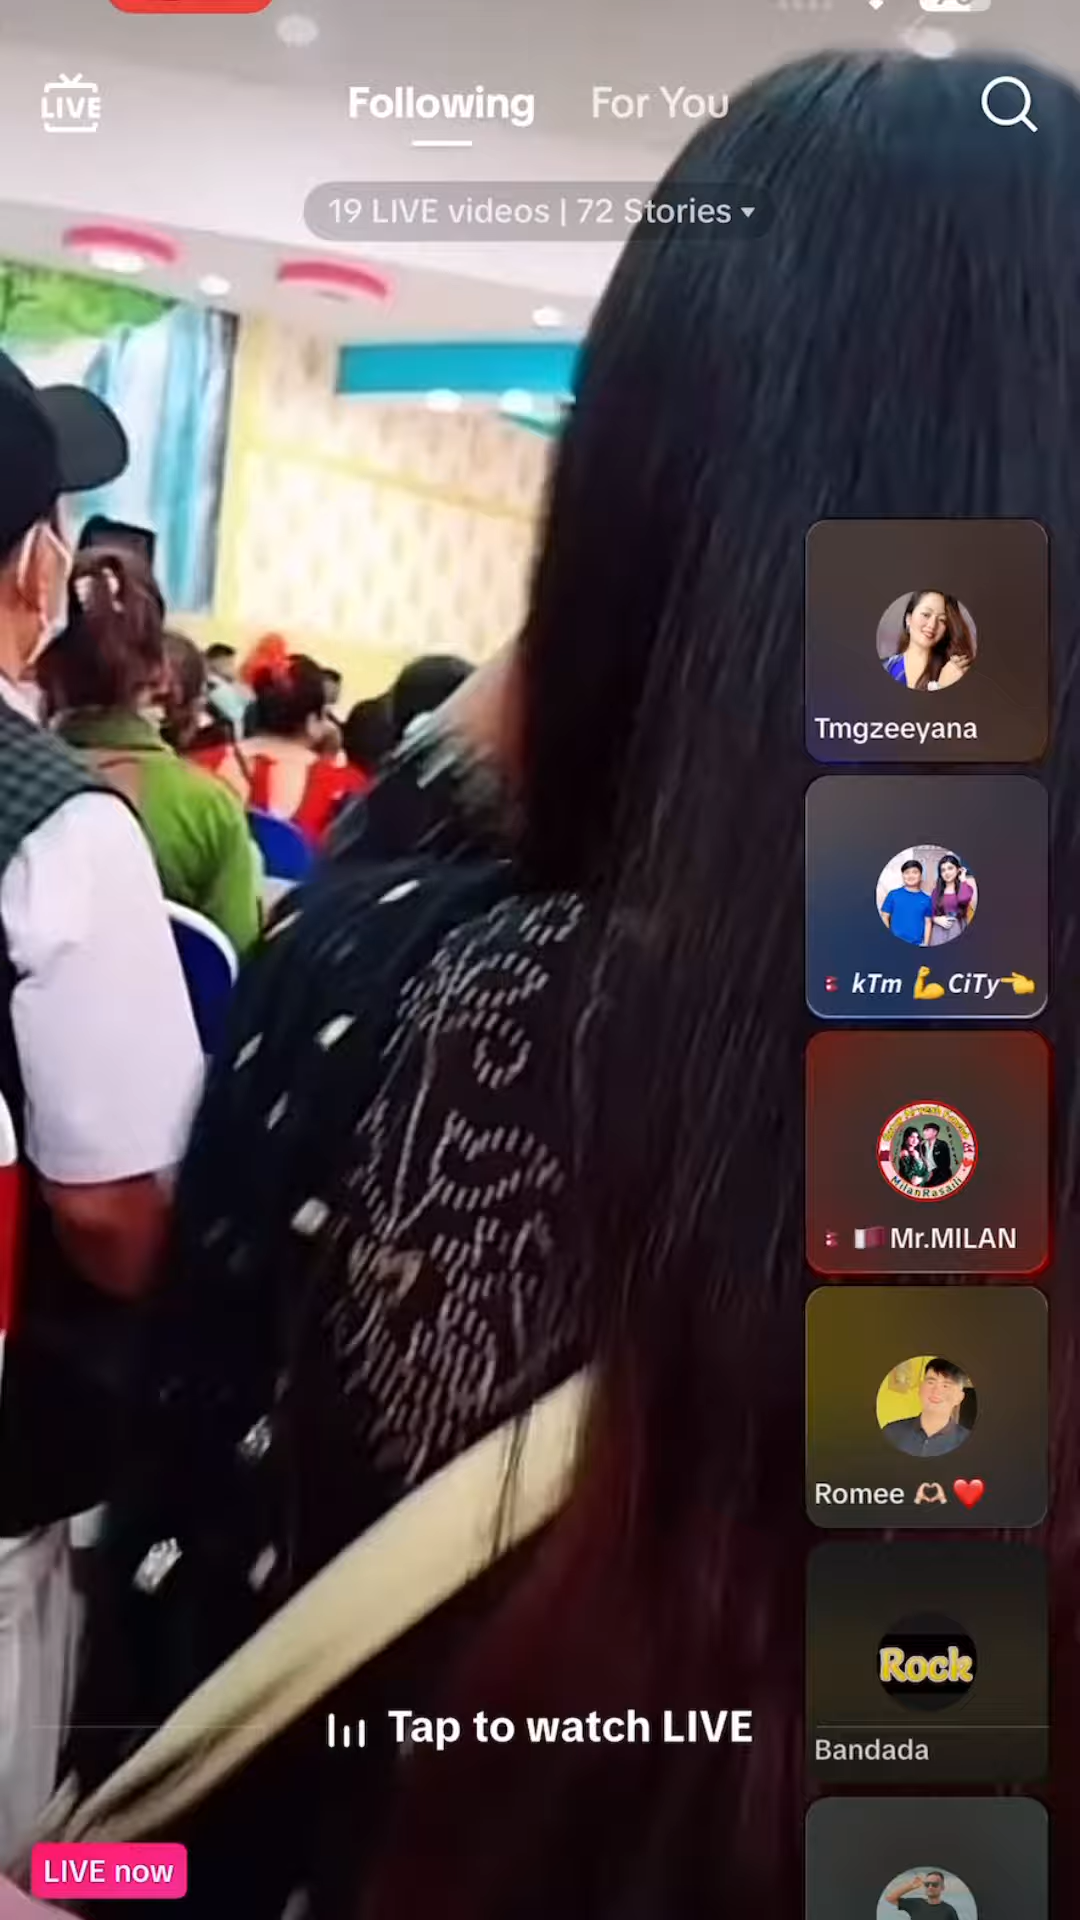 LIVE
Following For You
19 LIVE videos | 72 Stories ▾
Tmgzeeyana
🇳🇵 kTm 💪CiTy👈
MilanRasaili
🇳🇵 🇶🇦 Mr.MILAN
Romee 🫶🏼❤️
Rock
Tap to watch LIVE
Bandada
LIVE now